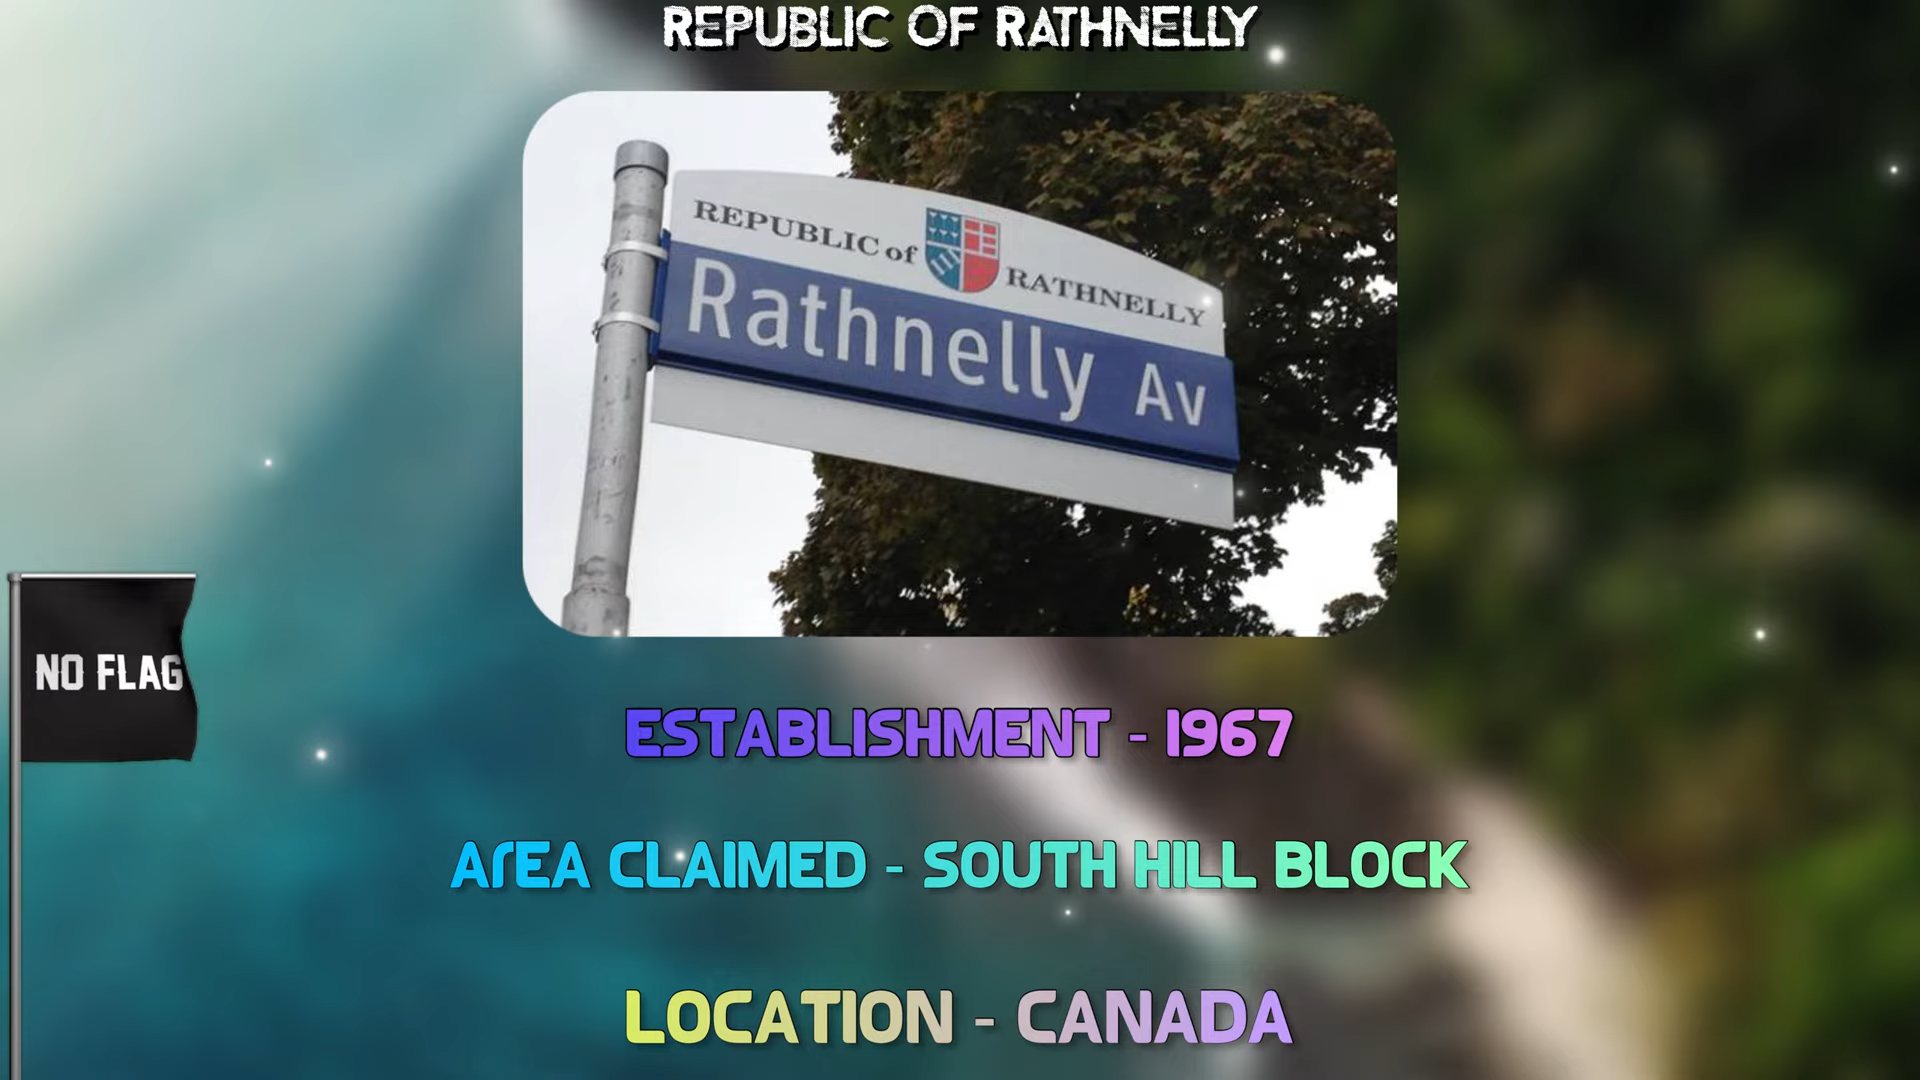 REPUBLIC OF RATHNELLY
REPUBLIC of RATHNELLY
Rathnelly Av
NO FLAG
ESTABLISHMENT - 1967
AREA CLAIMED - SOUTH HILL BLOCK
LOCATION - CANADA